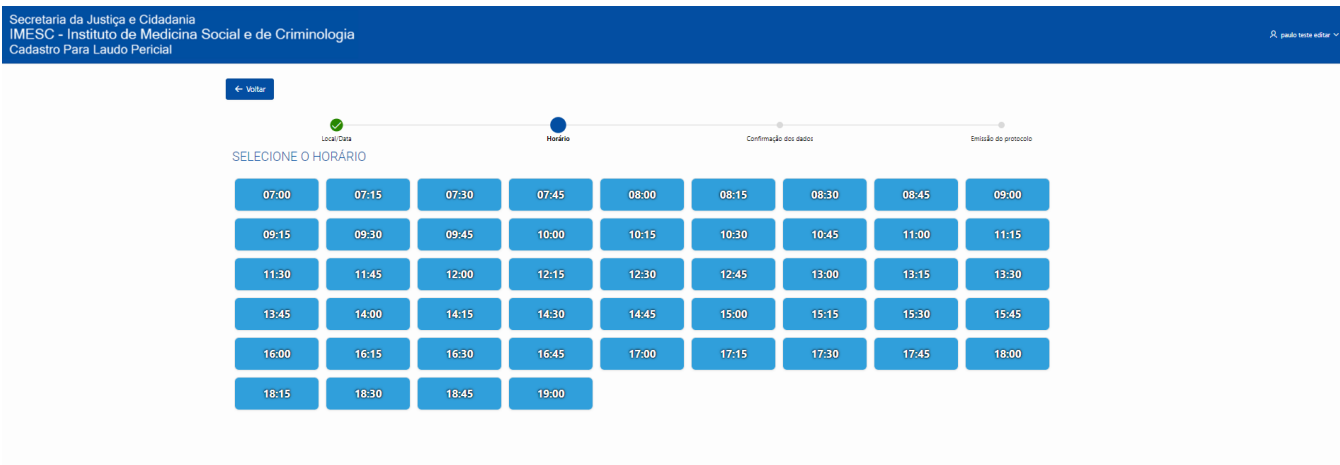 Secretaria da Justiça e Cidadania
IMESC - Instituto de Medicina Social e de Criminologia
Cadastro Para Laudo Pericial
paulo teste editar
Voltar
Local/Data Horário Confirmação dos dados Emissão do protocolo
SELECIONE O HORÁRIO
07:00 07:15 07:30 07:45 08:00 08:15 08:30 08:45 09:00
09:15 09:30 09:45 10:00 10:15 10:30 10:45 11:00 11:15
11:30 11:45 12:00 12:15 12:30 12:45 13:00 13:15 13:30
13:45 14:00 14:15 14:30 14:45 15:00 15:15 15:30 15:45
16:00 16:15 16:30 16:45 17:00 17:15 17:30 17:45 18:00
18:15 18:30 18:45 19:00